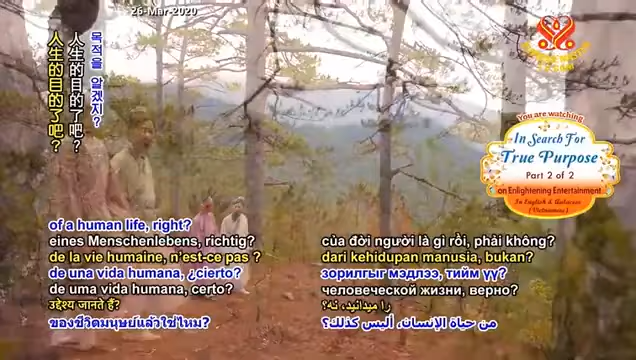 26-Mar-2020
人生的目的了吧？
人生的目的了吧？
목적을 알겠지?
You are watching
In Search For
True Purpose
Part 2 of 2
on Enlightening Entertainment
In English & Aulacese
(Vietnamese)
of a human life, right?
eines Menschenlebens, richtig?
de la vie humaine, n'est-ce pas ?
de una vida humana, ¿cierto?
de uma vida humana, certo?
उद्देश्य जानते हैं?
ของชีวิตมนุษย์แล้วใช่ไหม?
của đời người là gì rồi, phải không?
dari kehidupan manusia, bukan?
зорилгыг мэдлээ, тийм үү?
человеческой жизни, верно?
را میدانید، نه؟
من حياة الإنسان، أليس كذلك؟